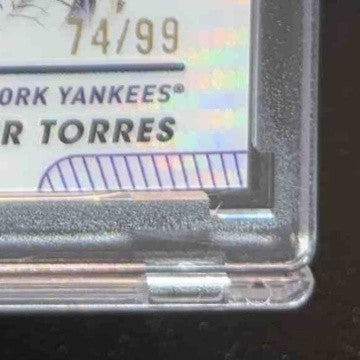 74/99
ORK YANKEES®
R TORRES